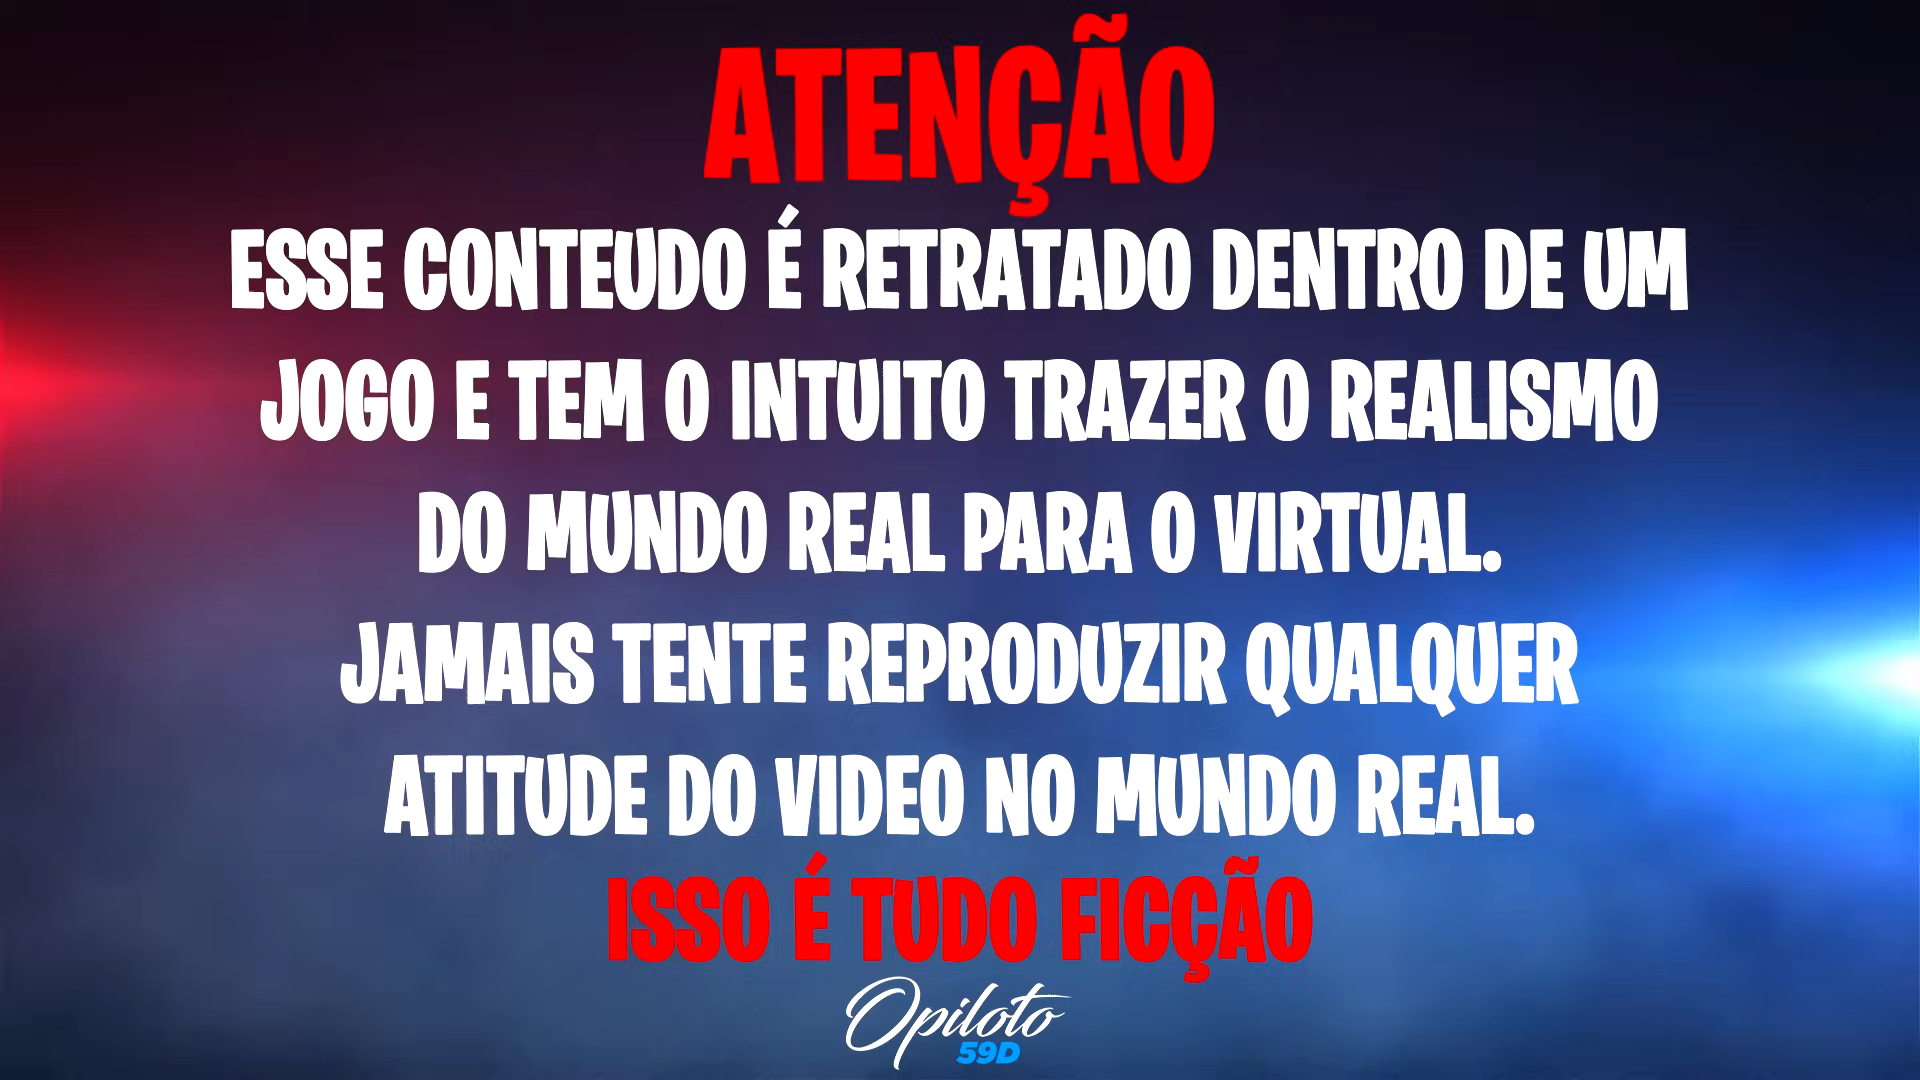 ATENÇÃO
ESSE CONTEUDO É RETRATADO DENTRO DE UM
JOGO E TEM O INTUITO TRAZER O REALISMO
DO MUNDO REAL PARA O VIRTUAL.
JAMAIS TENTE REPRODUZIR QUALQUER
ATITUDE DO VIDEO NO MUNDO REAL.
ISSO É TUDO FICÇÃO
Opiloto
59D